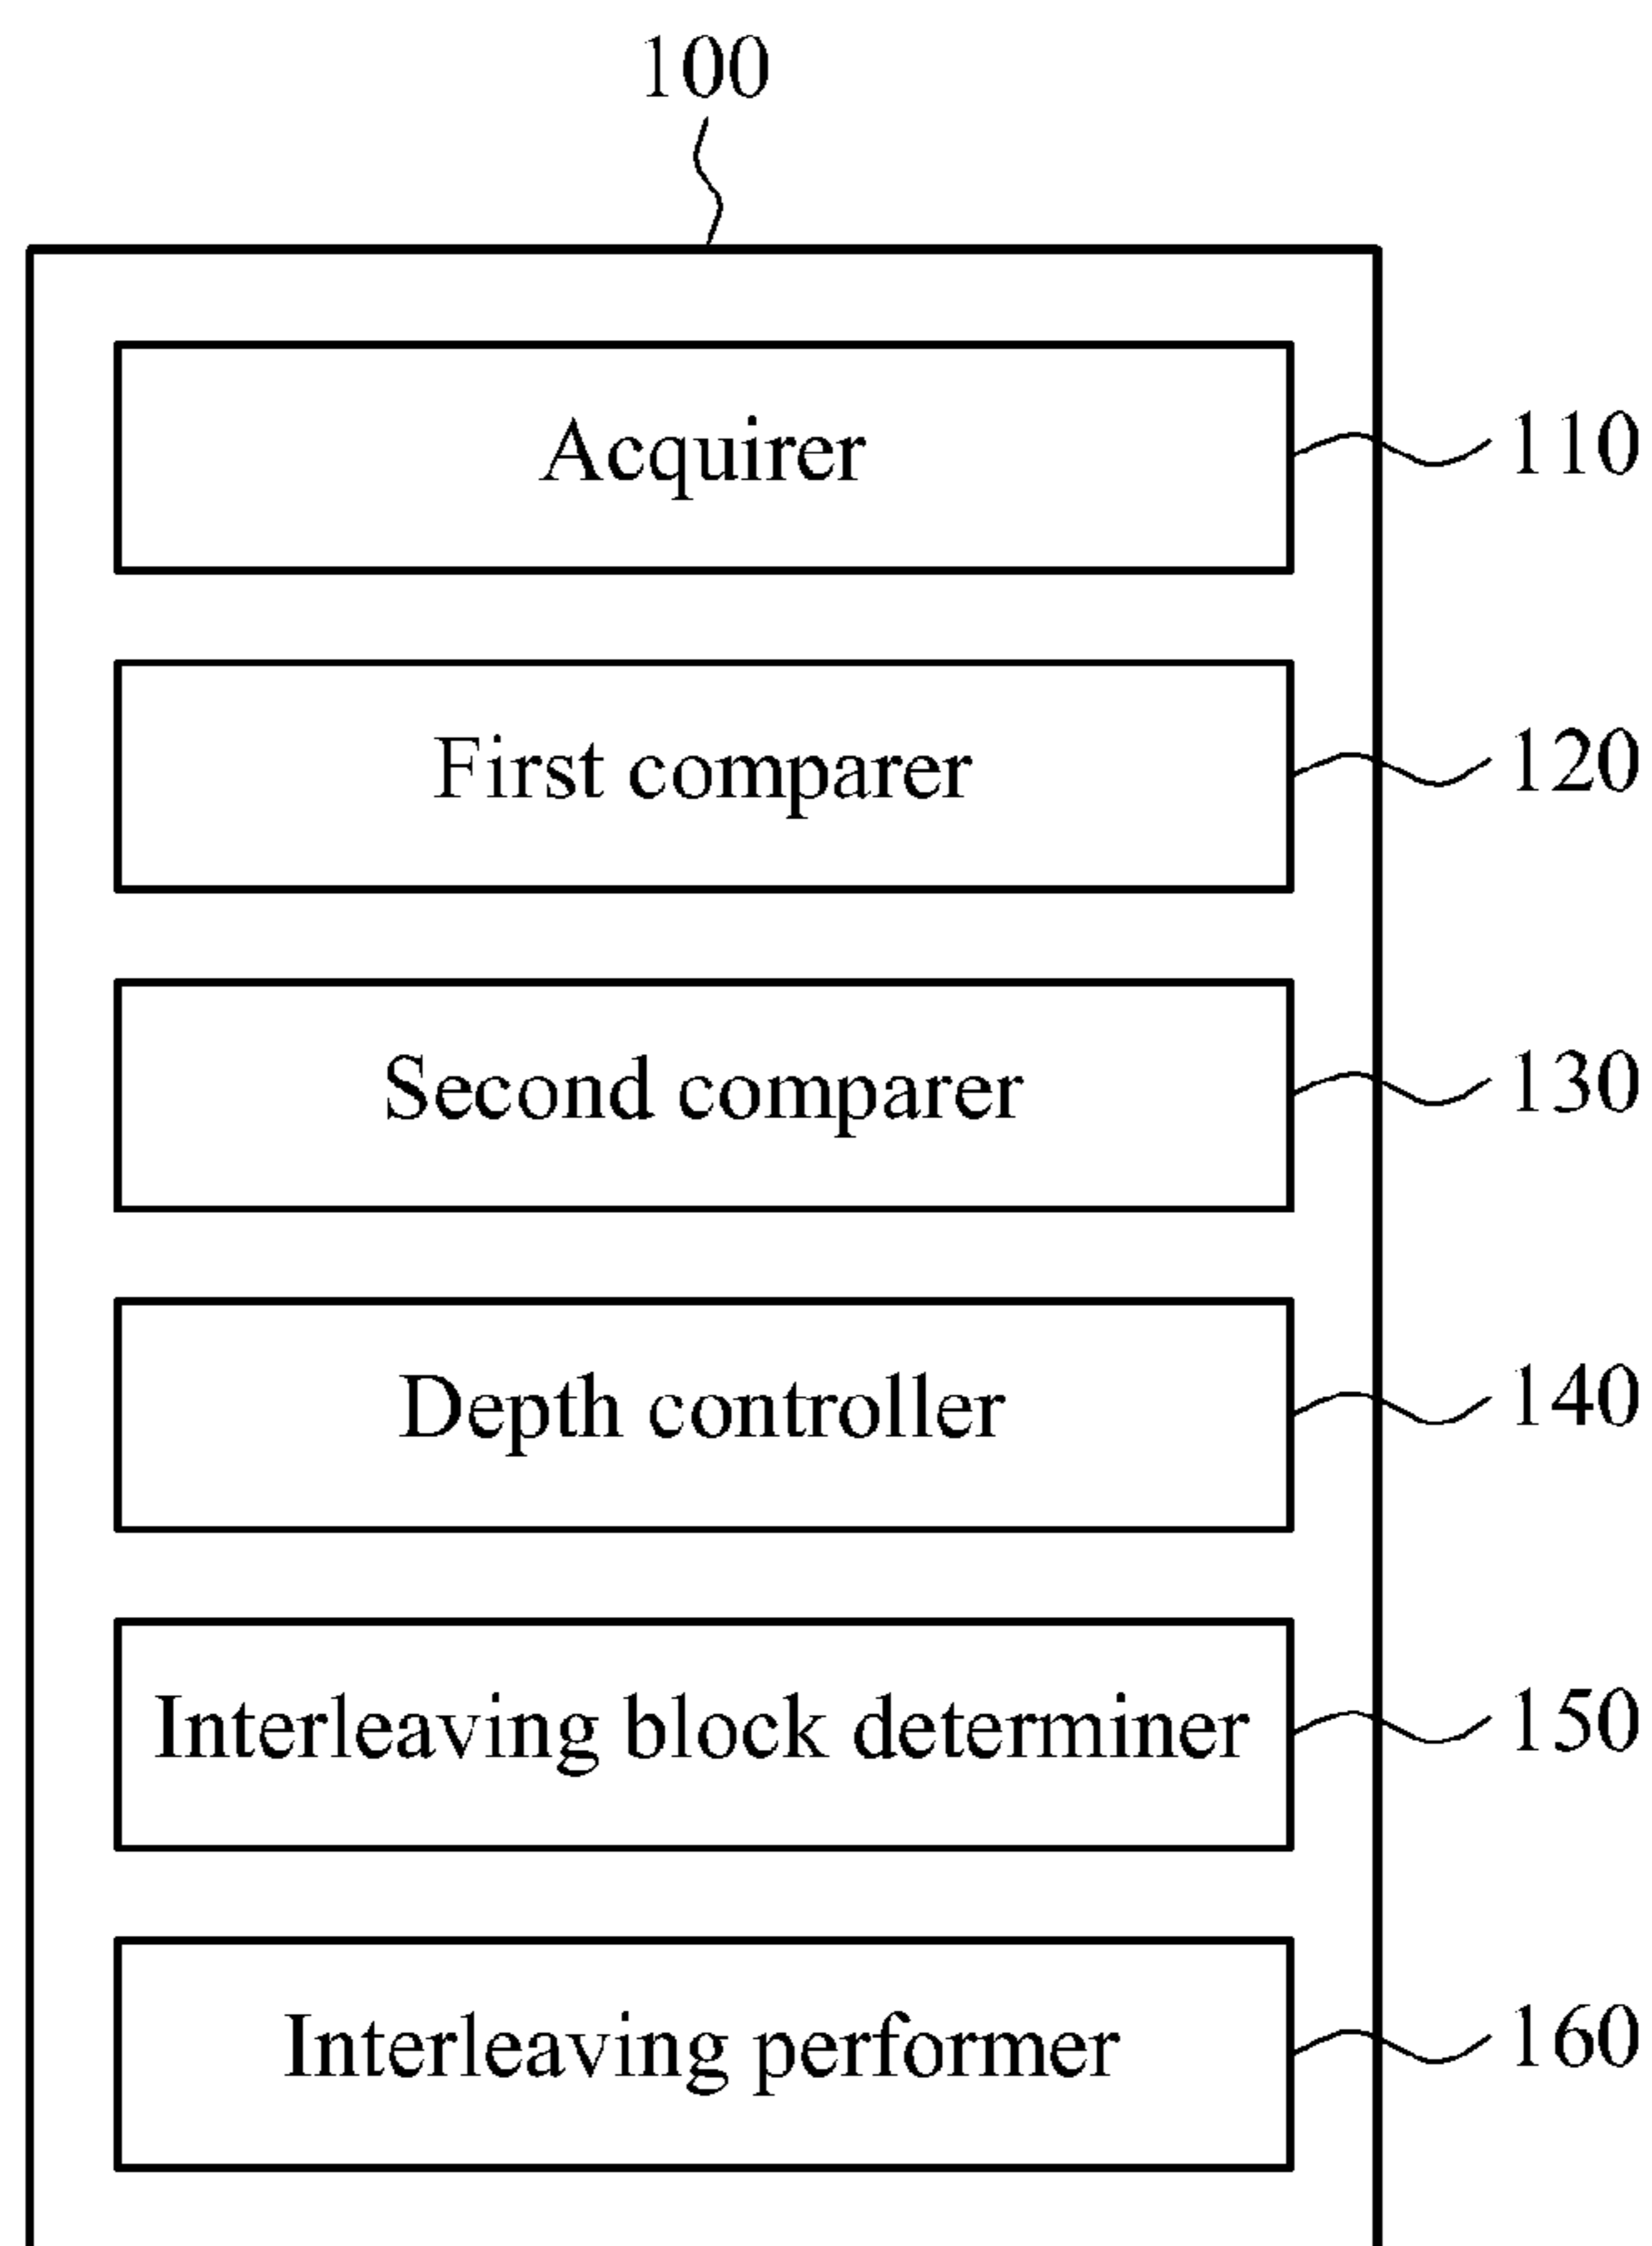 100
Acquirer 110
First comparer 120
Second comparer 130
Depth controller 140
Interleaving block determiner 150
Interleaving performer 160